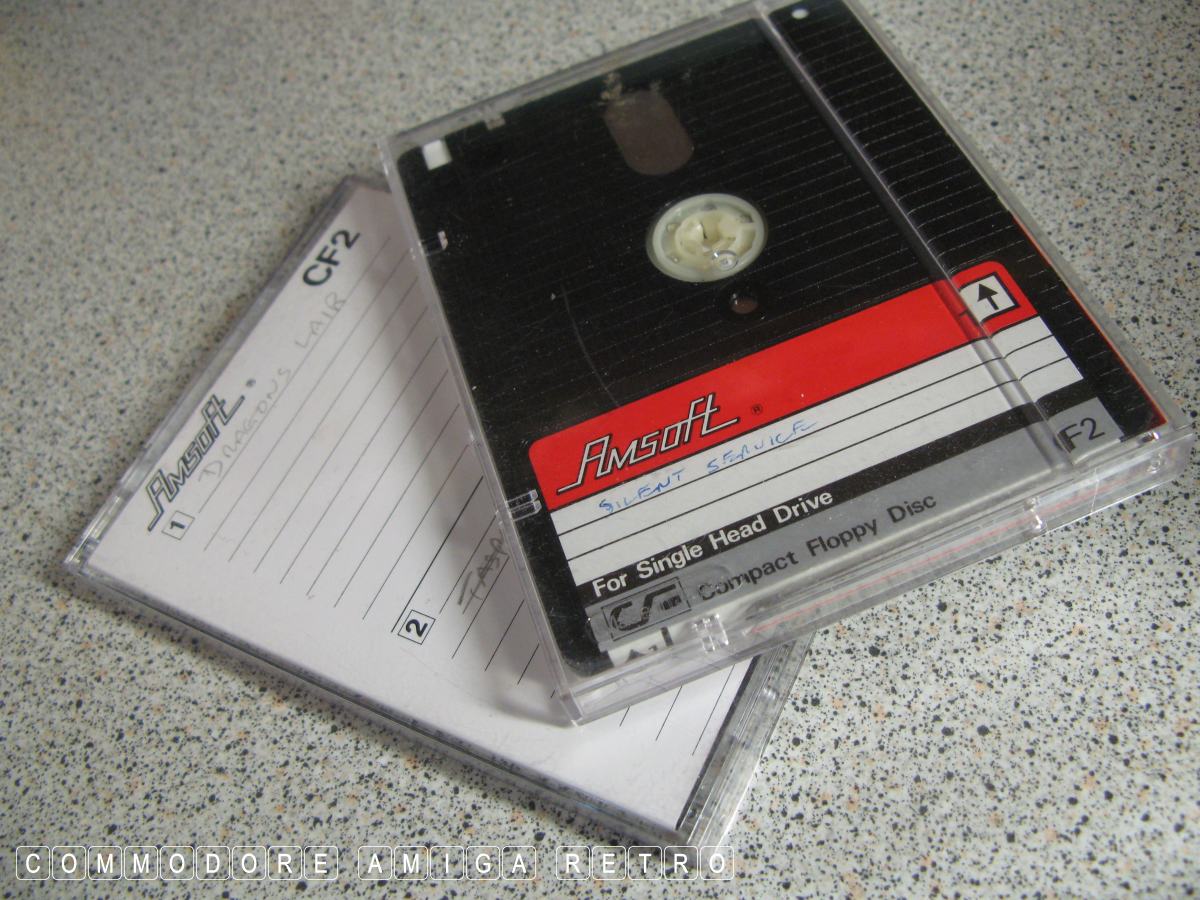 CF2
Amsoft®
1 DRAGONS LAIR
2
Amsoft®
SILENT SERVICE
For Single Head Drive
CF2 Compact Floppy Disc
F2
COMMODORE AMIGA RETRO